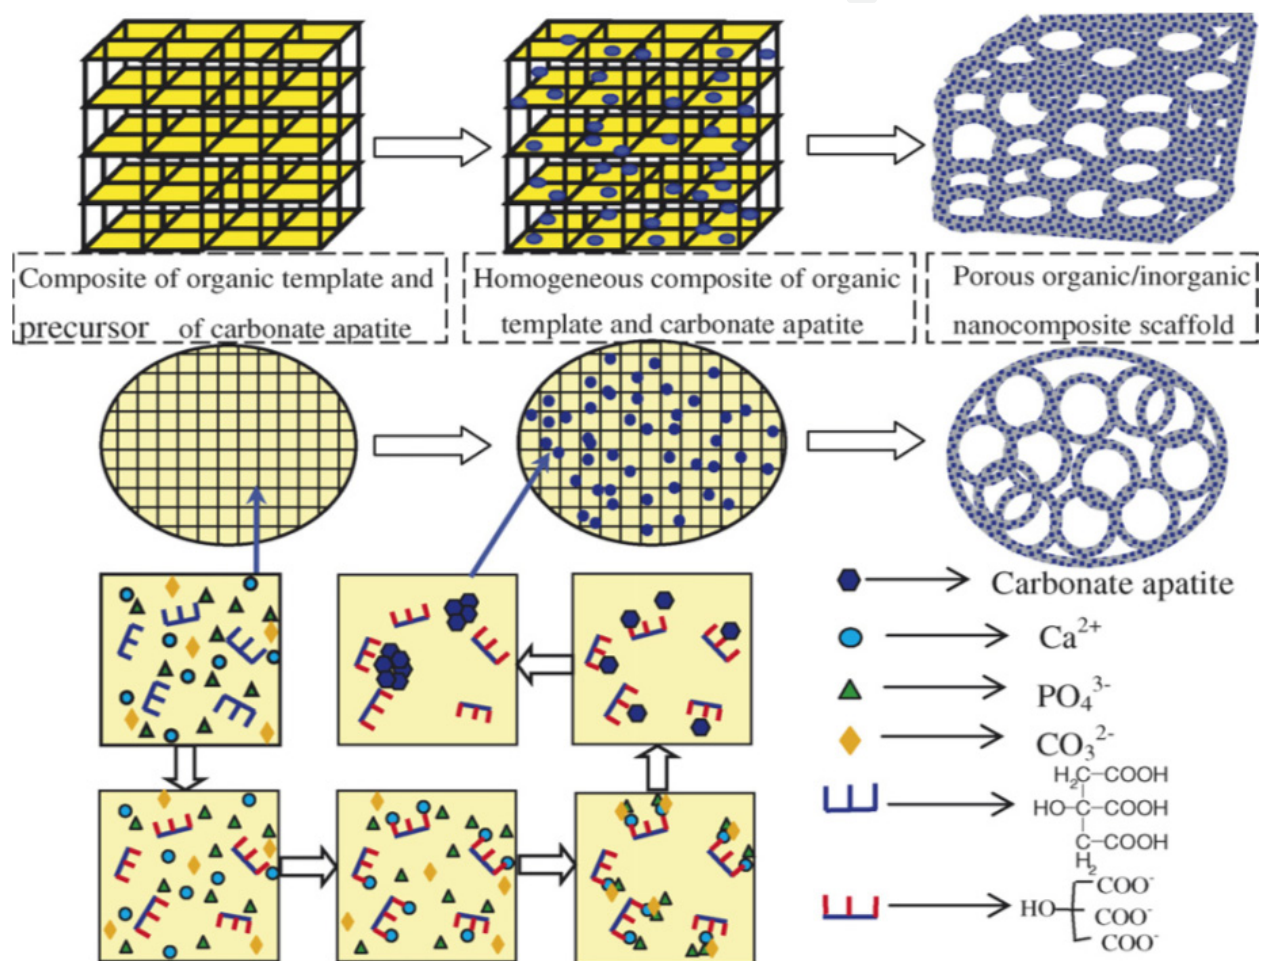 Composite of organic template and
precursor of carbonate apatite
Homogeneous composite of organic
template and carbonate apatite
Porous organic/inorganic
nanocomposite scaffold
Carbonate apatite
Ca²⁺
PO₄³⁻
CO₃²⁻
H₂C–COOH
HO–C–COOH
C–COOH
H₂
COO⁻
HO
COO⁻
COO⁻